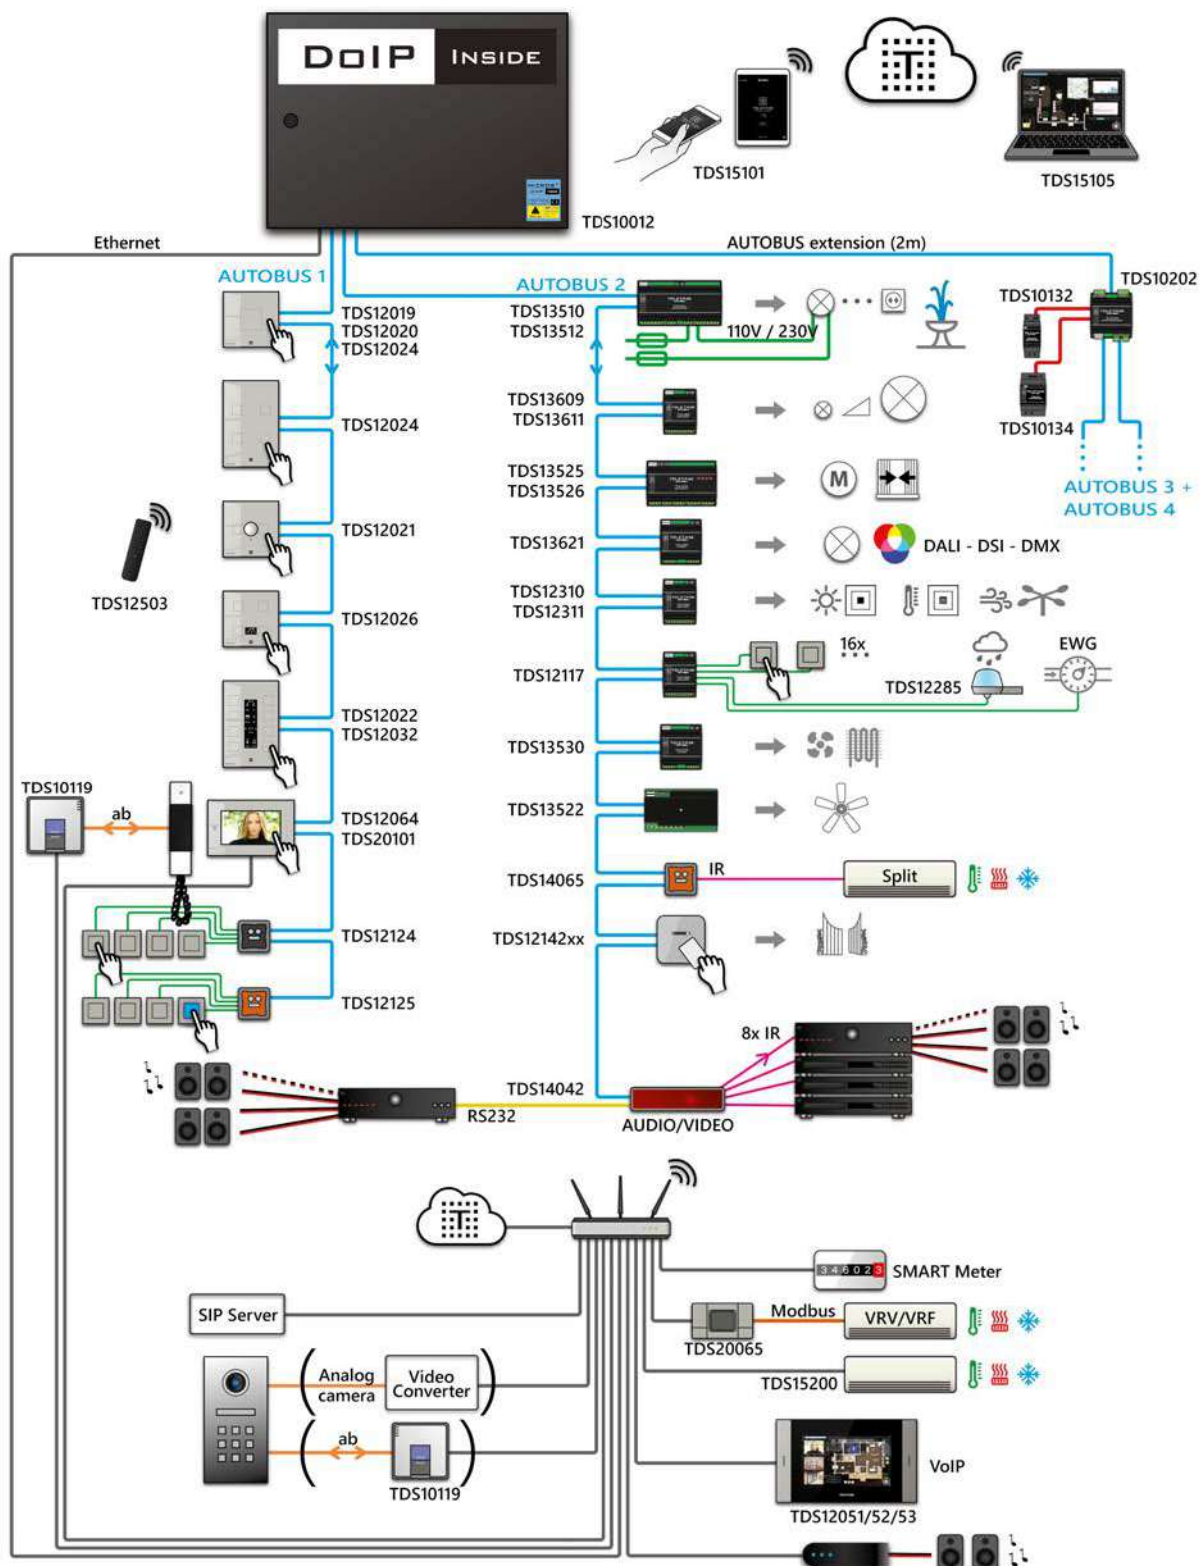 DoIP INSIDE
TDS15101
TDS15105
TDS10012
Ethernet
AUTOBUS extension (2m)
AUTOBUS 1
AUTOBUS 2
TDS10202
TDS12019
TDS12020
TDS12024
TDS13510
TDS13512
110V / 230V
TDS10132
TDS10134
AUTOBUS 3 +
AUTOBUS 4
TDS12024
TDS13609
TDS13611
TDS13525
TDS13526
M
TDS12021
TDS12503
TDS13621
DALI - DSI - DMX
TDS12310
TDS12311
TDS12026
TDS12117
16x
TDS12285
EWG
TDS12022
TDS12032
TDS13530
TDS10119
ab
TDS12064
TDS20101
TDS13522
TDS14065
IR
Split
TDS12124
TDS12142xx
TDS12125
8x IR
TDS14042
RS232
AUDIO/VIDEO
T
346023
SMART Meter
SIP Server
Modbus
VRV/VRF
TDS20065
Analog
camera
Video
Converter
TDS15200
ab
TDS10119
VoIP
TDS12051/52/53